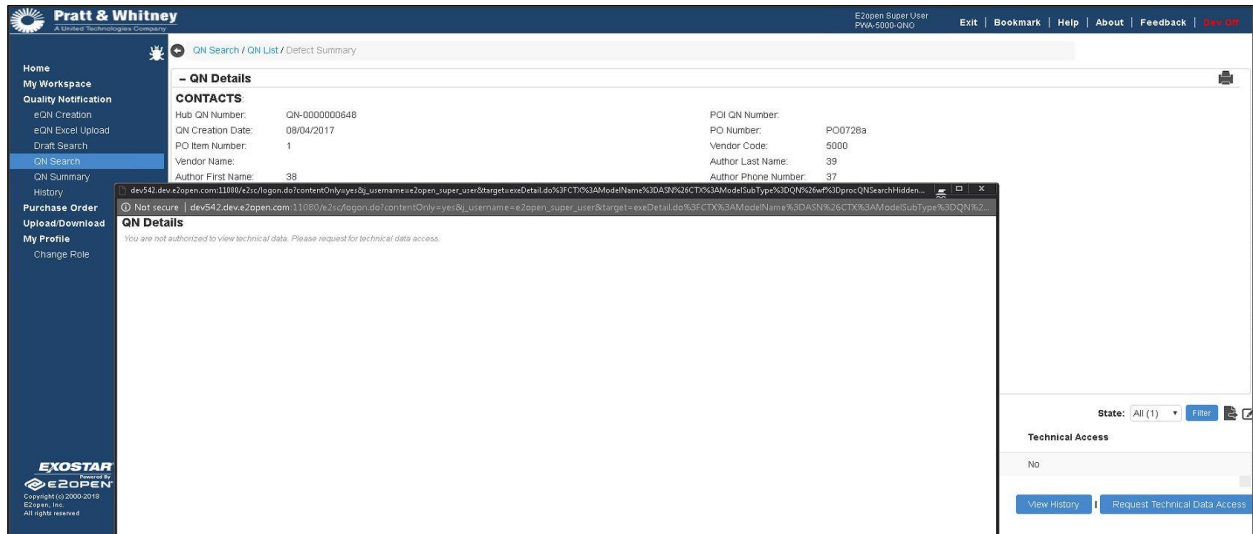 Pratt & Whitney
A United Technologies Company
E2open Super User
PWA-5000-QNO
Exit | Bookmark | Help | About | Feedback | Dev Off
QN Search / QN List / Defect Summary
Home
My Workspace
Quality Notification
eQN Creation
eQN Excel Upload
Draft Search
QN Search
QN Summary
History
Purchase Order
Upload/Download
My Profile
Change Role
– QN Details
CONTACTS:
Hub QN Number: QN-0000000648 POI QN Number:
QN Creation Date: 08/04/2017 PO Number: PO0728a
PO Item Number: 1 Vendor Code: 5000
Vendor Name: Author Last Name: 39
Author First Name: 38 Author Phone Number: 37
dev542.dev.e2open.com:11080/e2sc/logon.do?contentOnly=yes&j_username=e2open_super_user&target=exeDetail.do%3FCTX%3AModelName%3DASN%26CTX%3AModelSubType%3DQN%26wf%3DprocQNSearchHidden...
Not secure | dev542.dev.e2open.com:11080/e2sc/logon.do?contentOnly=yes&j_username=e2open_super_user&target=exeDetail.do%3FCTX%3AModelName%3DASN%26CTX%3AModelSubType%3DQN%2...
QN Details
You are not authorized to view technical data. Please request for technical data access.
State: All (1) Filter
Technical Access
No
View History | Request Technical Data Access
EXOSTAR
Powered By
E2OPEN
Copyright (c) 2000-2018
E2open, Inc.
All rights reserved